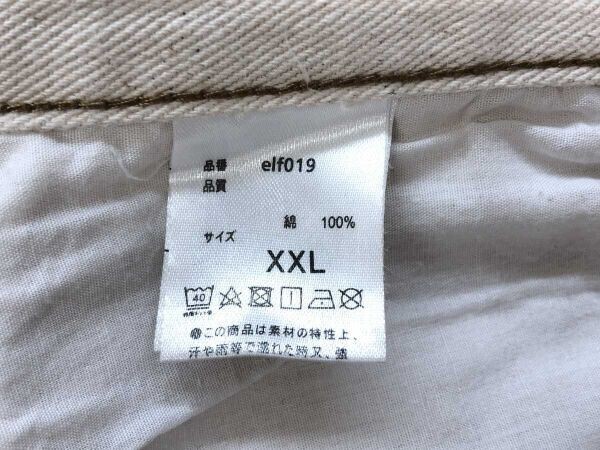 品番 elf019
品質
綿 100%
サイズ
XXL
40
この商品は素材の特性上、
汗や雨等で濡れた時又、強